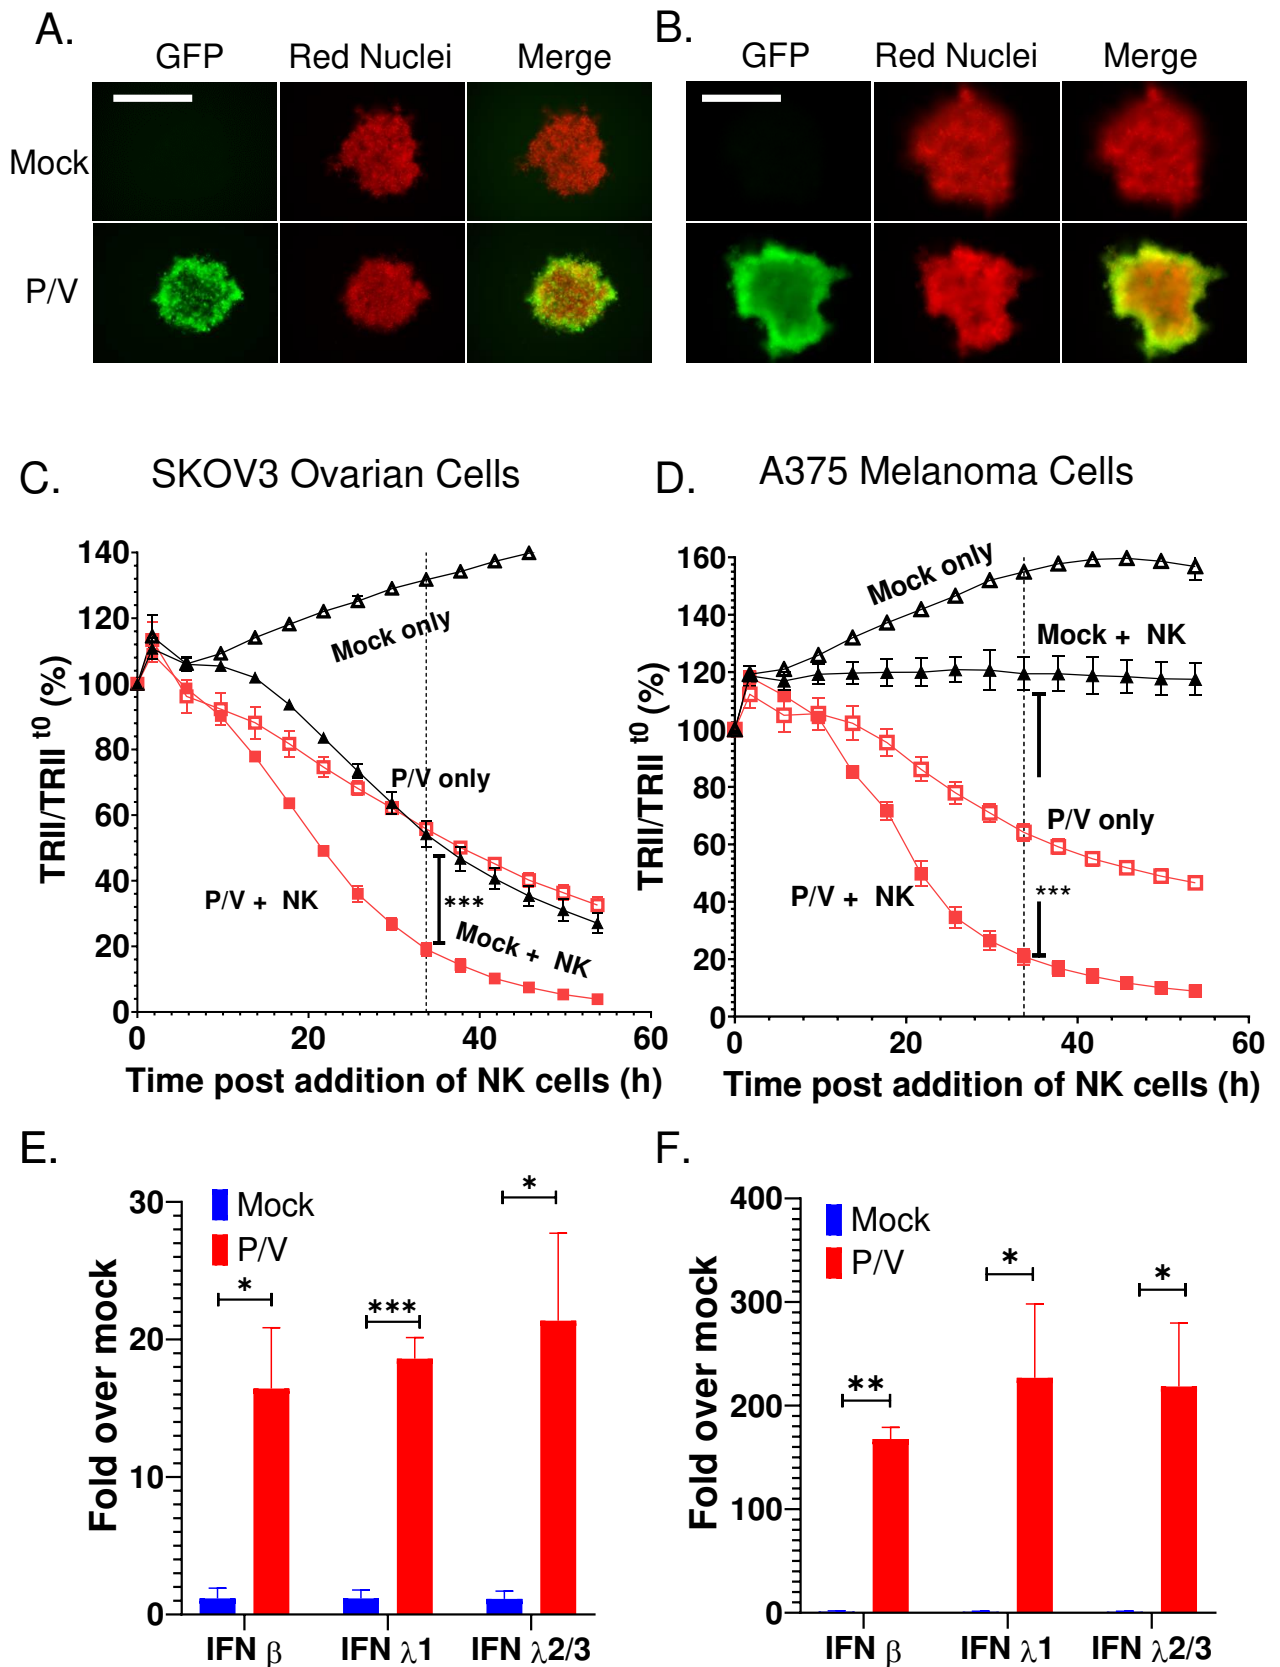 A.
GFP Red Nuclei Merge
Mock
P/V
B.
GFP Red Nuclei Merge
C. SKOV3 Ovarian Cells
TRII/TRII t0 (%)
140
120
100
80
60
40
20
0
0 20 40 60
Mock only
P/V only
P/V + NK
***
Mock + NK
Time post addition of NK cells (h)
D. A375 Melanoma Cells
TRII/TRII t0 (%)
160
140
120
100
80
60
40
20
0
0 20 40 60
Mock only
Mock + NK
P/V only
P/V + NK
***
Time post addition of NK cells (h)
E.
Fold over mock
30
20
10
0
Mock
P/V
*
***
*
IFN β IFN λ1 IFN λ2/3
F.
Fold over mock
400
300
200
100
0
Mock
P/V
**
*
*
IFN β IFN λ1 IFN λ2/3